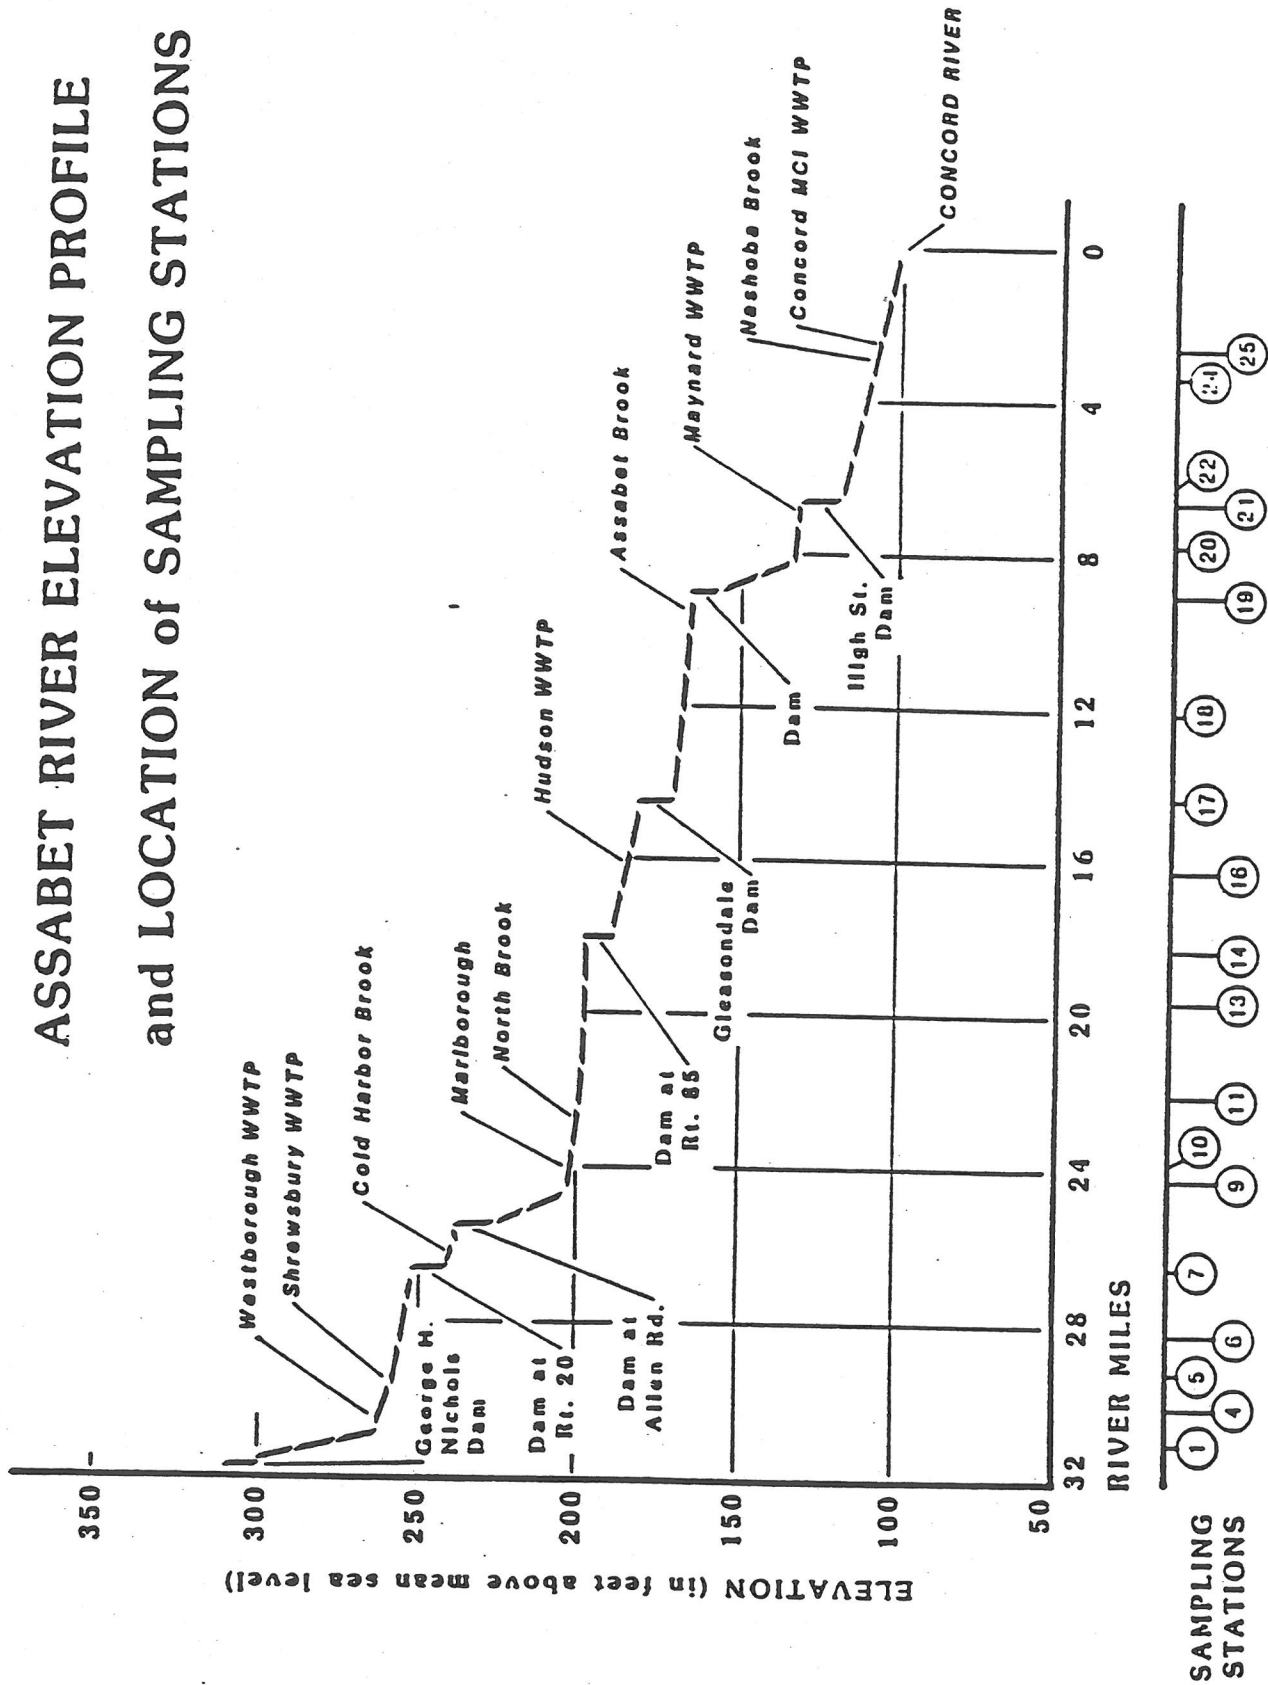 ASSABET RIVER ELEVATION PROFILE
and LOCATION of SAMPLING STATIONS
ELEVATION (in feet above mean sea level)
350
300
250
200
150
100
50
Westborough WWTP
Shrewsbury WWTP
Cold Harbor Brook
Marlborough
North Brook
Hudson WWTP
Assabet Brook
Maynard WWTP
Nashoba Brook
Concord MCI WWTP
CONCORD RIVER
George H.
Nichols
Dam
Dam at
Rt. 20
Dam at
Allen Rd.
Dam at
Rt. 85
Gleasondale
Dam
Dam
High St.
Dam
32
28
24
20
16
12
8
4
0
RIVER MILES
SAMPLING
STATIONS
1
4
5
6
7
9
10
11
13
14
16
17
18
19
20
21
22
24
25